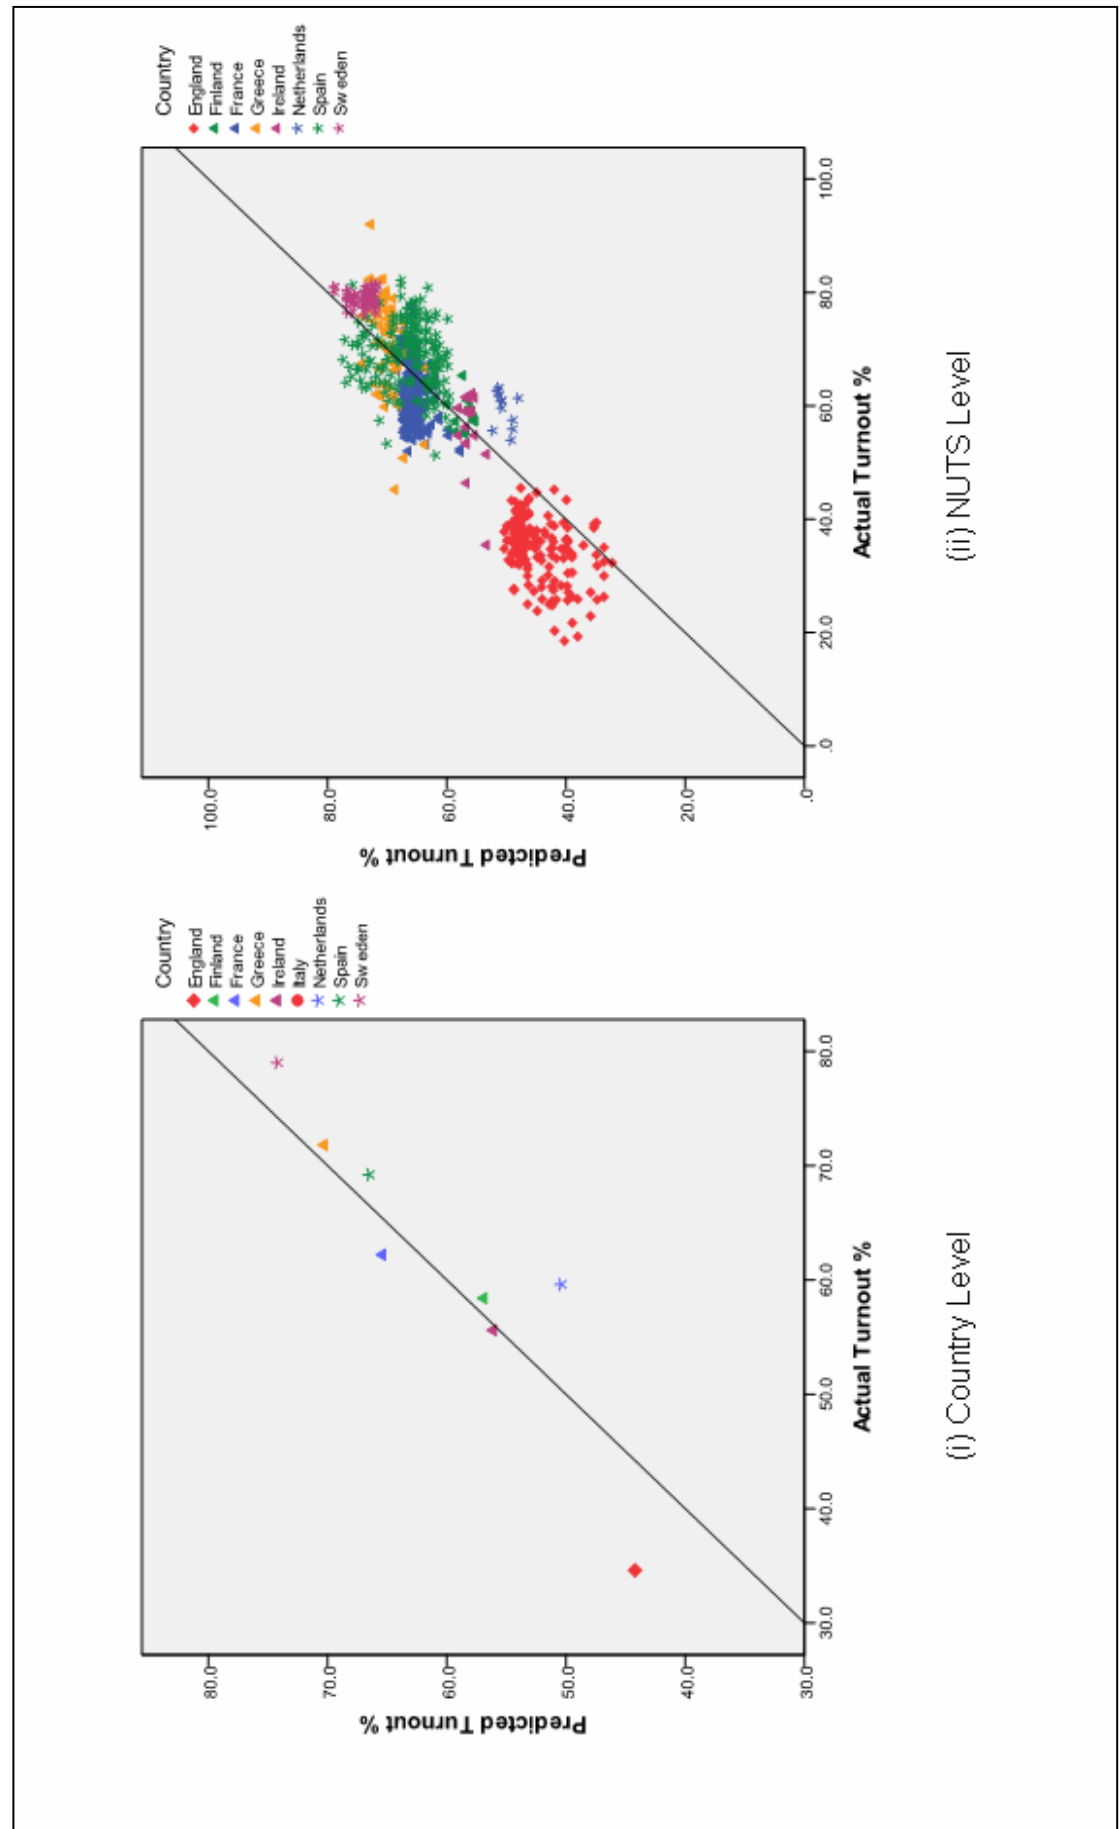 Country
England
Finland
France
Greece
Ireland
Italy
Netherlands
Spain
Sweden
Predicted Turnout %
80.0
70.0
60.0
50.0
40.0
30.0
30.0
40.0
50.0
60.0
70.0
80.0
Actual Turnout %
(i) Country Level
Country
England
Finland
France
Greece
Ireland
Netherlands
Spain
Sweden
Predicted Turnout %
100.0
80.0
60.0
40.0
20.0
.0
.0
20.0
40.0
60.0
80.0
100.0
Actual Turnout %
(ii) NUTS Level